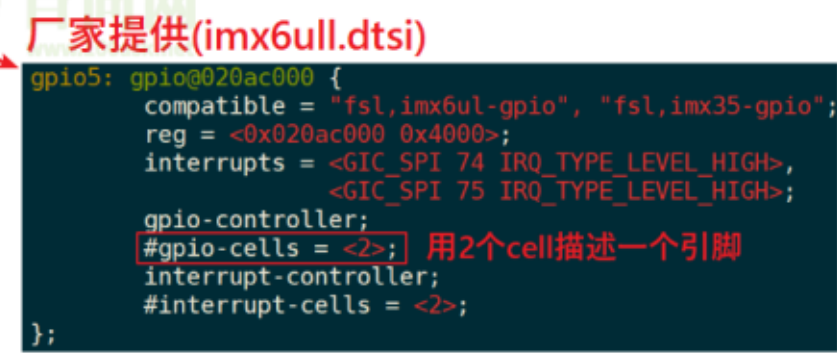 厂家提供(imx6ull.dtsi)
gpio5: gpio@020ac000 {
compatible = "fsl,imx6ul-gpio", "fsl,imx35-gpio";
reg = <0x020ac000 0x4000>;
interrupts = <GIC_SPI 74 IRQ_TYPE_LEVEL_HIGH>,
<GIC_SPI 75 IRQ_TYPE_LEVEL_HIGH>;
gpio-controller;
#gpio-cells = <2>; 用2个cell描述一个引脚
interrupt-controller;
#interrupt-cells = <2>;
};